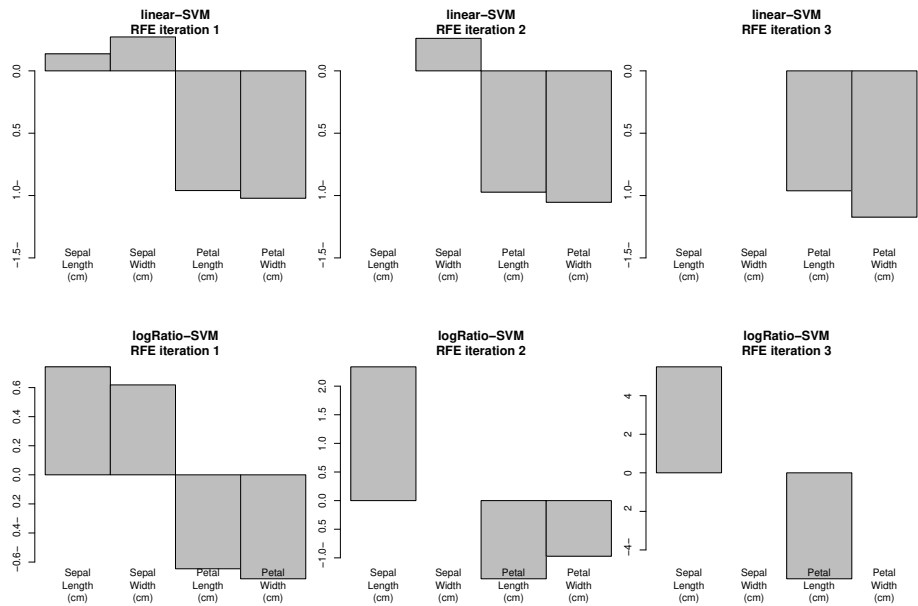 linear−SVM
RFE iteration 1
0.0
0.5
1.0−
−1.5−
Sepal
Length
(cm)
Sepal
Width
(cm)
Petal
Length
(cm)
Petal
Width
(cm)
linear−SVM
RFE iteration 2
0.0
0.5
1.0−
−1.5−
Sepal
Length
(cm)
Sepal
Width
(cm)
Petal
Length
(cm)
Petal
Width
(cm)
linear−SVM
RFE iteration 3
0.0
0.5
1.0−
−1.5−
Sepal
Length
(cm)
Sepal
Width
(cm)
Petal
Length
(cm)
Petal
Width
(cm)
logRatio−SVM
RFE iteration 1
0.6
0.4
0.2
0.0
0.2
0.4−
−0.6−
Sepal
Length
(cm)
Sepal
Width
(cm)
Petal
Length
(cm)
Petal
Width
(cm)
logRatio−SVM
RFE iteration 2
2.0
1.5
1.0
0.5
0.0
0.5
−1.0−
Sepal
Length
(cm)
Sepal
Width
(cm)
Petal
Length
(cm)
Petal
Width
(cm)
logRatio−SVM
RFE iteration 3
4
2
0
2
−4−
Sepal
Length
(cm)
Sepal
Width
(cm)
Petal
Length
(cm)
Petal
Width
(cm)